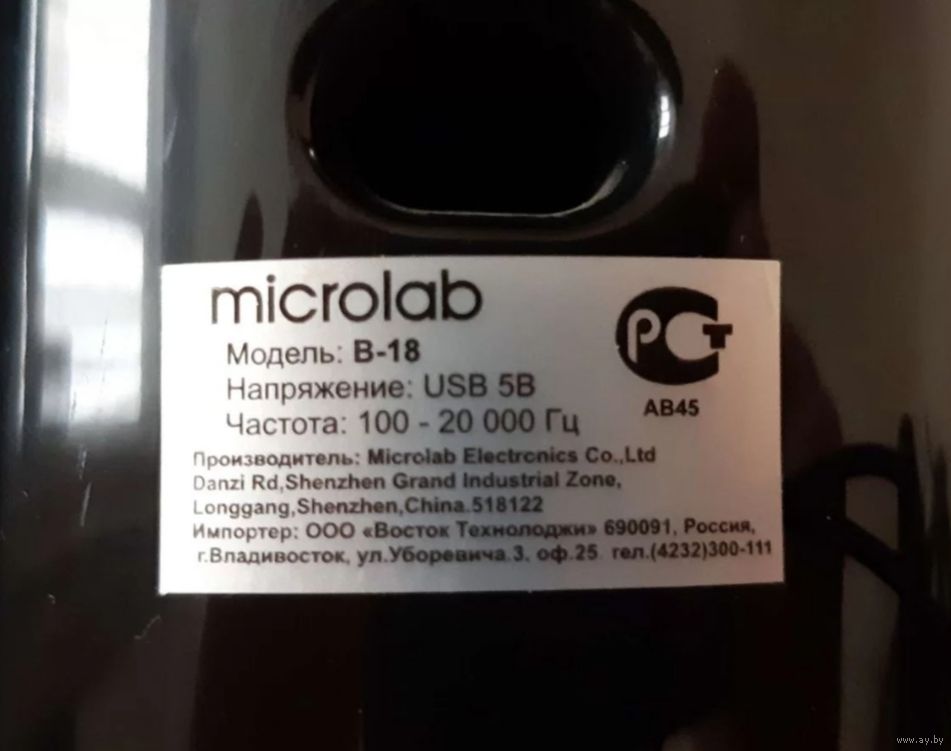 microlab
Модель: B-18
Напряжение: USB 5В
Частота: 100 - 20 000 Гц
РСТ
АВ45
Производитель: Microlab Electronics Co.,Ltd
Danzi Rd,Shenzhen Grand Industrial Zone,
Longgang,Shenzhen,China.518122
Импортер: ООО «Восток Технолоджи» 690091, Россия,
г.Владивосток, ул.Уборевича.3, оф.25 тел.(4232)300-111
www.ay.by